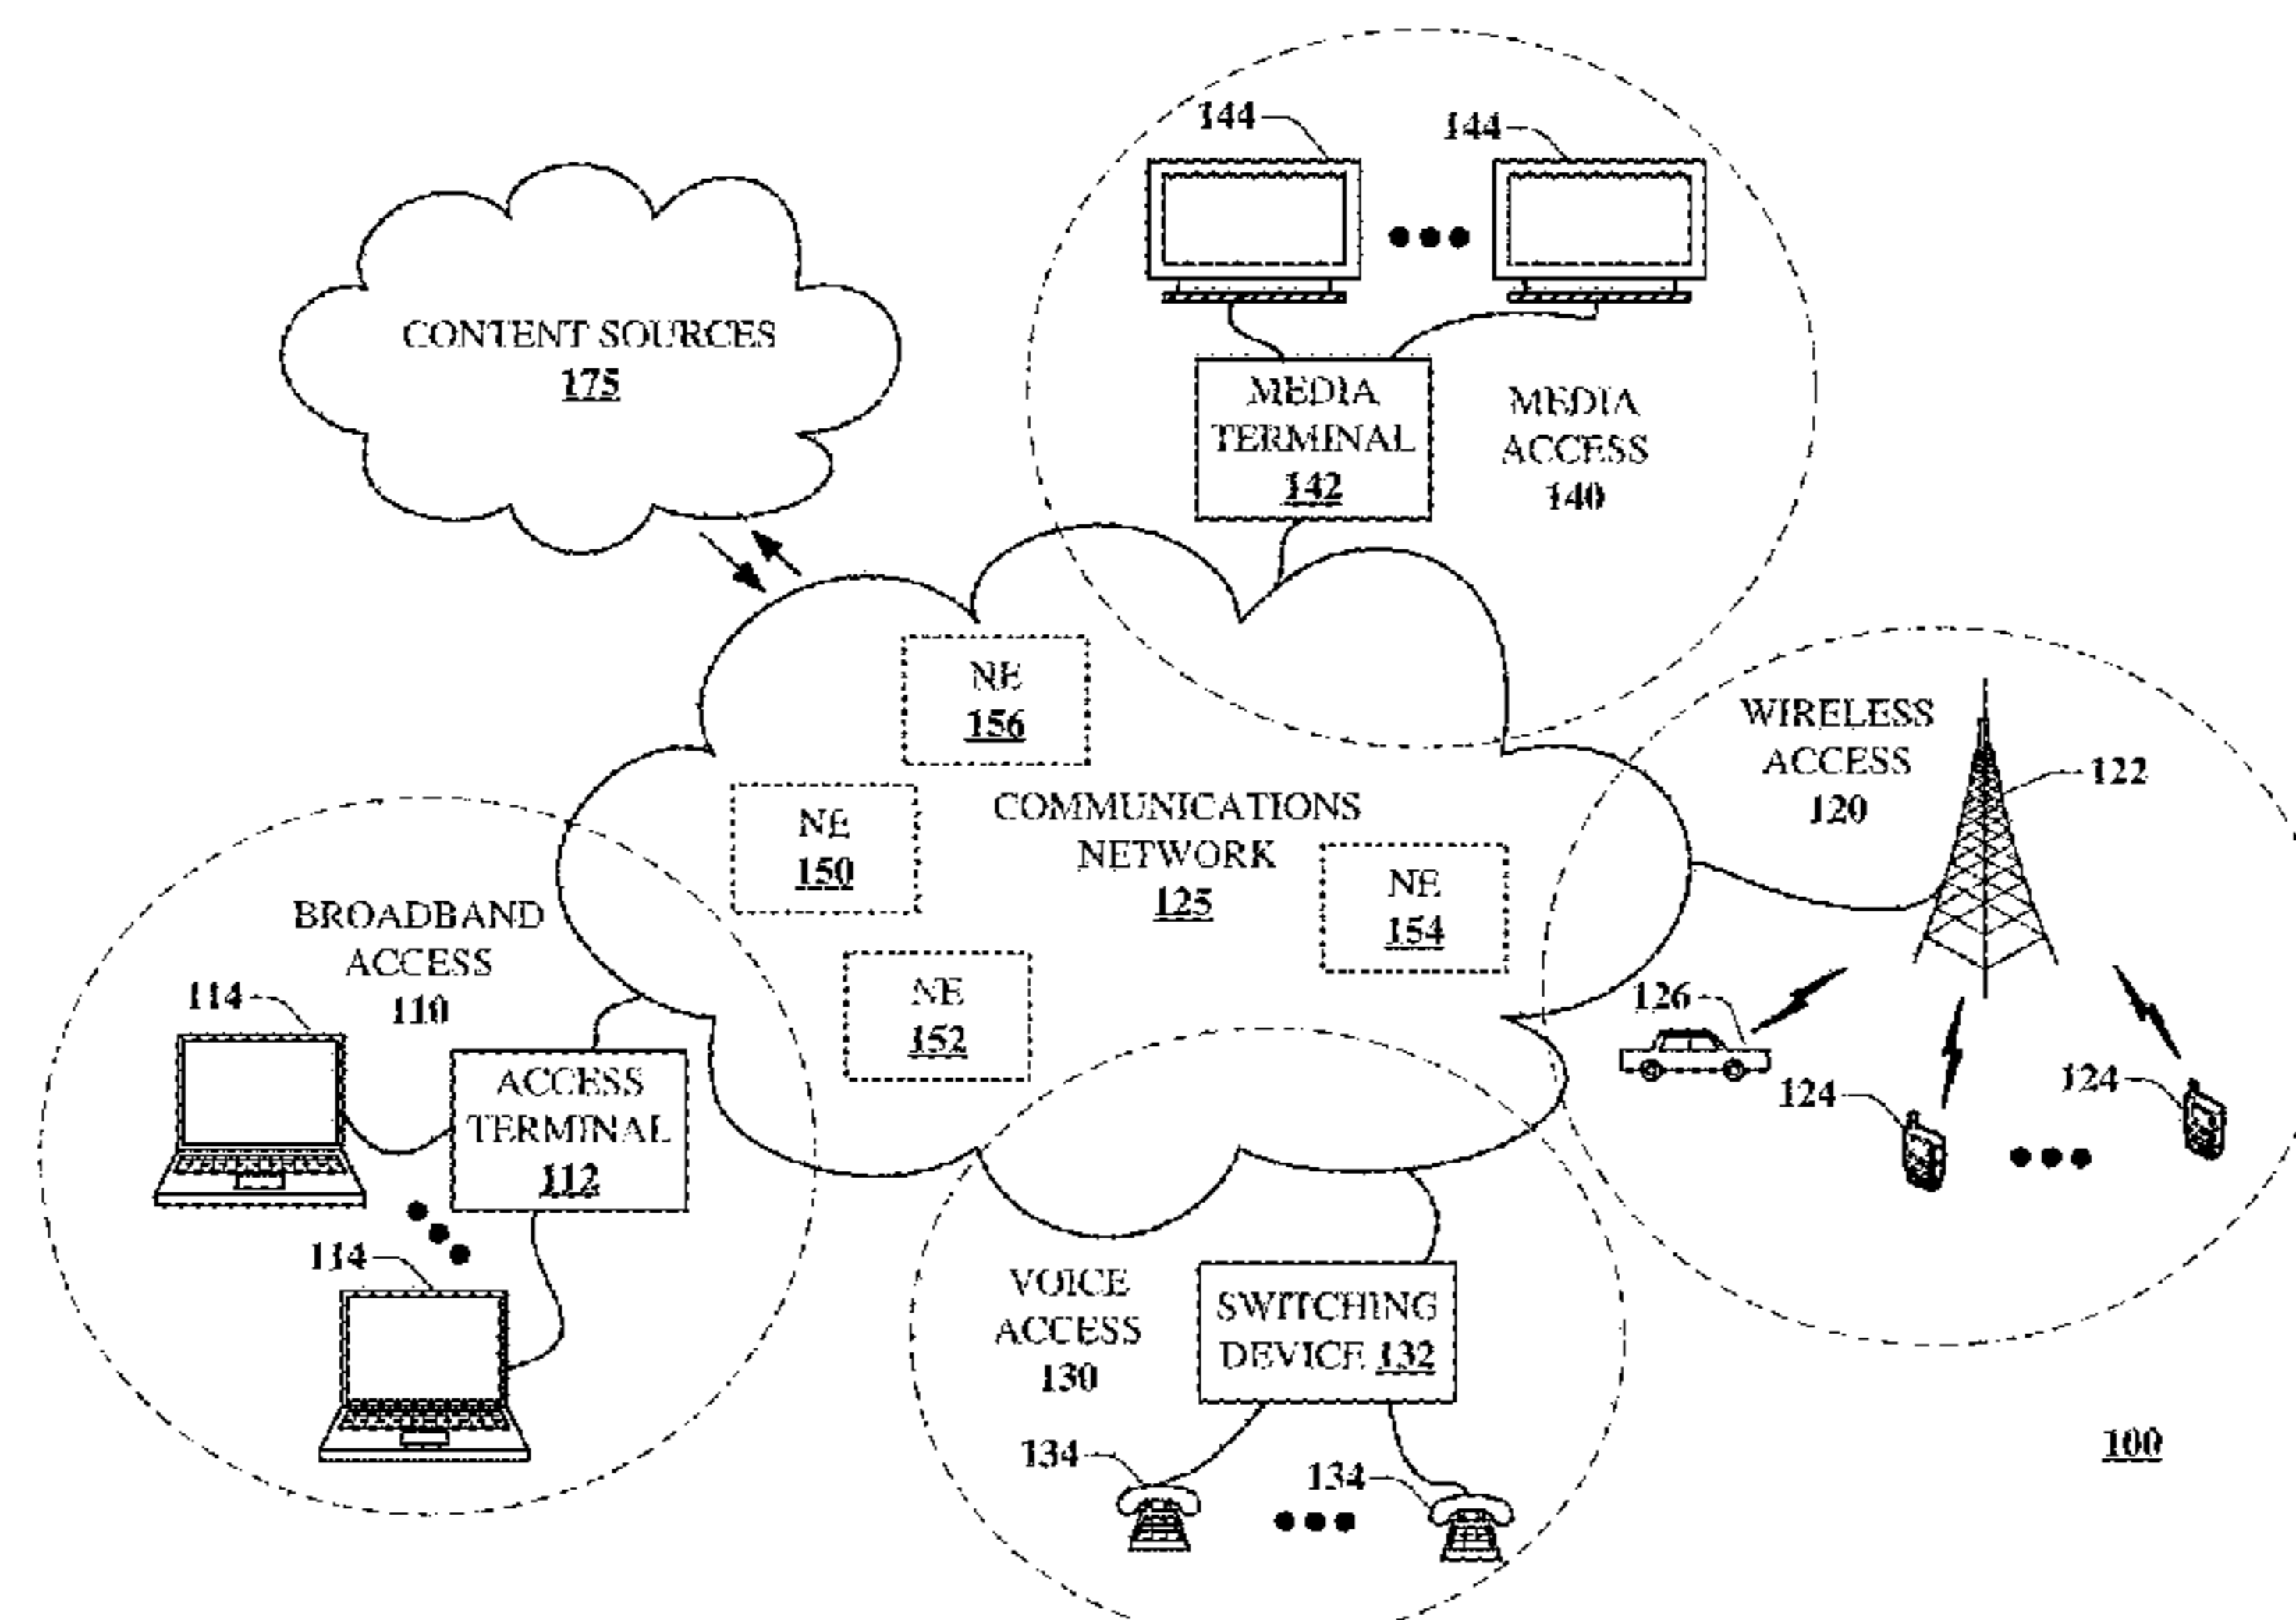 144
144
CONTENT SOURCES
175
MEDIA
TERMINAL
142
MEDIA
ACCESS
140
NE
156
WIRELESS
ACCESS
120
122
NE
150
COMMUNICATIONS
NETWORK
125
NE
154
BROADBAND
ACCESS
110
114
NE
152
126
124
124
ACCESS
TERMINAL
112
114
VOICE
ACCESS
130
SWITCHING
DEVICE 132
134
134
100